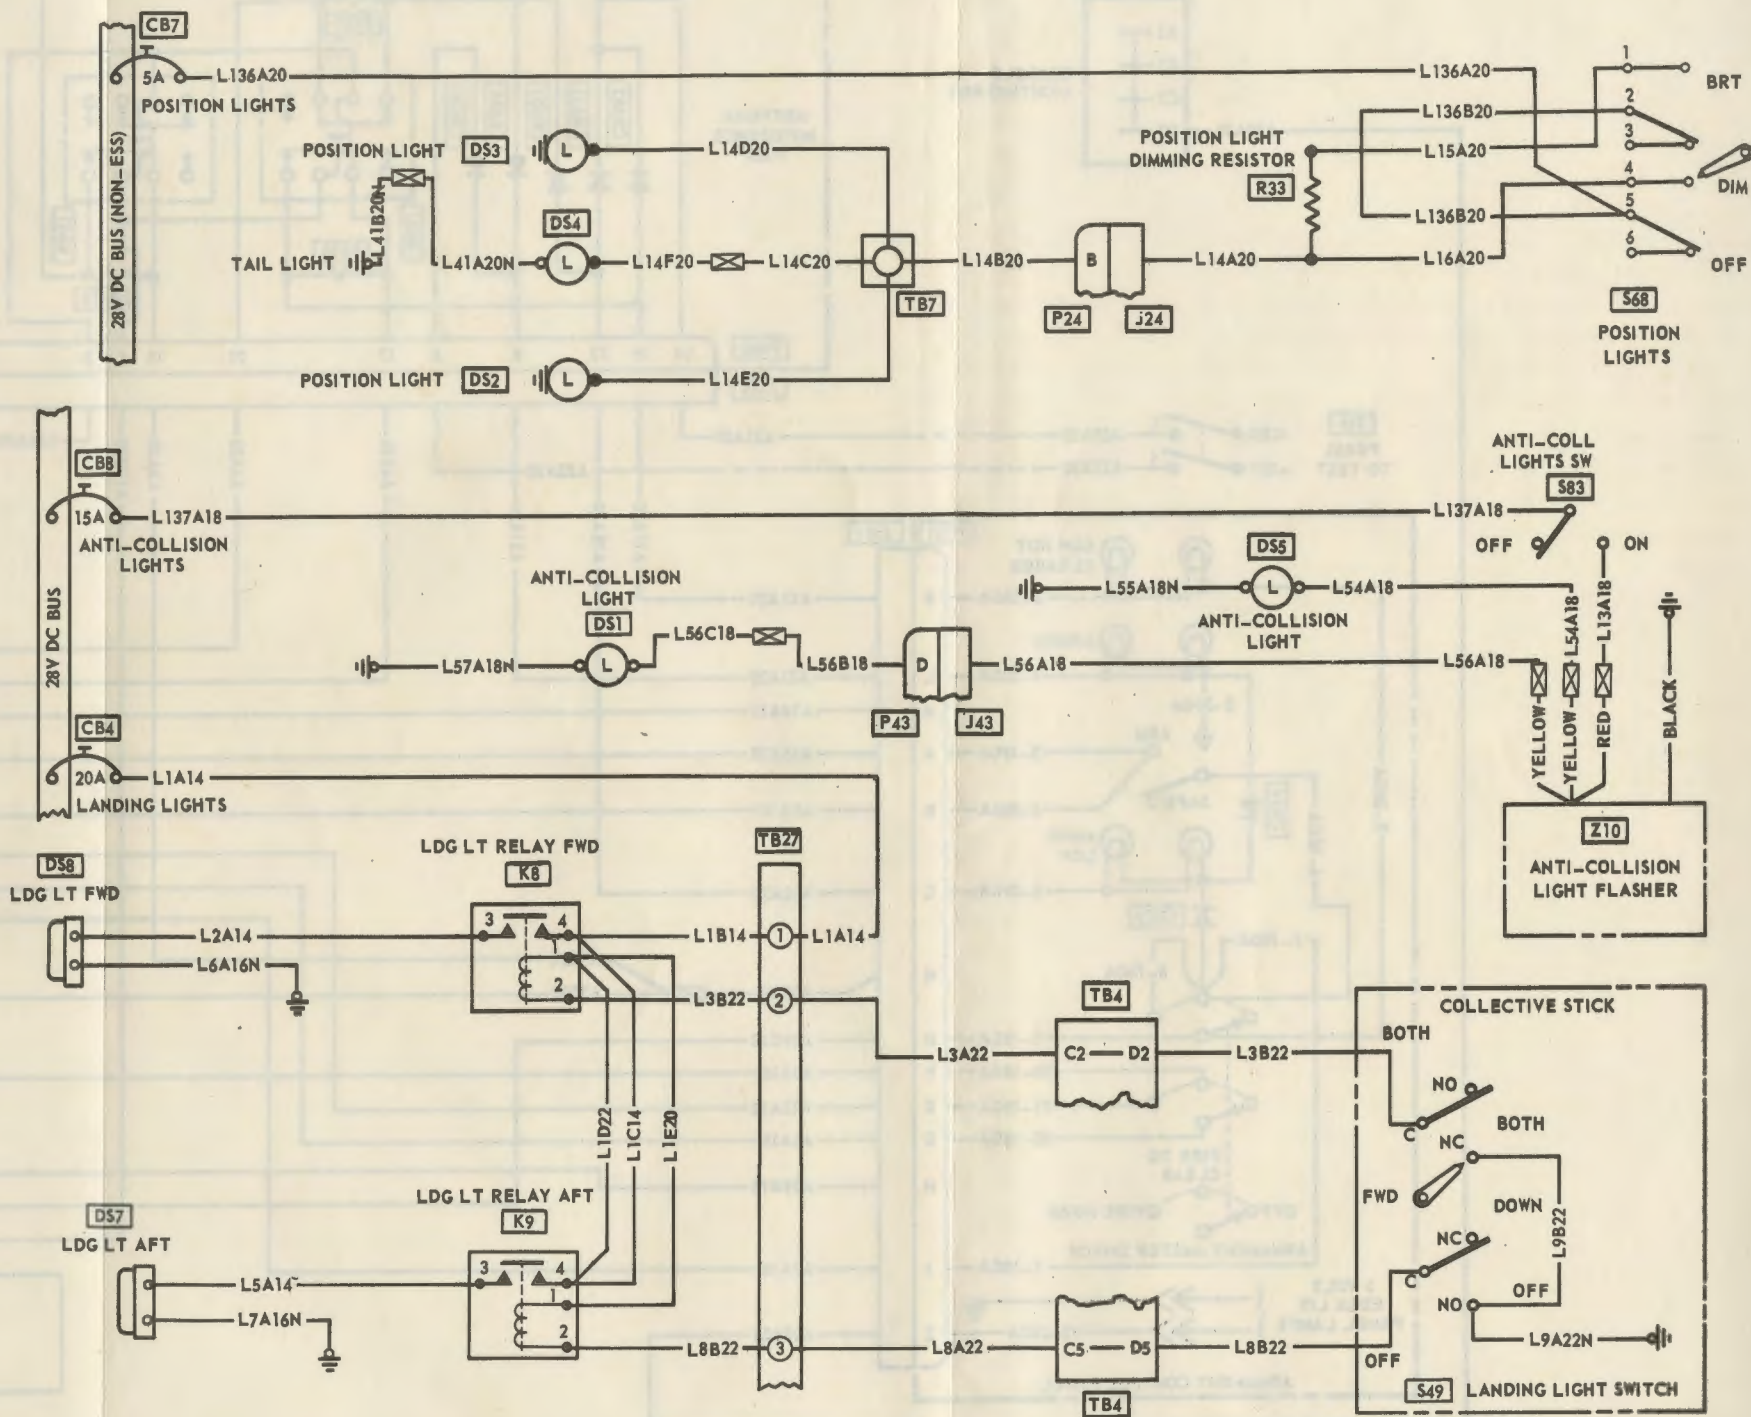 CB7
5A
L136A20
L136A20
1
BRT
POSITION LIGHTS
28V DC BUS (NON-ESS)
L136B20
2
POSITION LIGHT DS3 L L14D20
POSITION LIGHT
DIMMING RESISTOR
R33
L15A20
3
4
DIM
L41B20N
DS4
L136B20
5
TAIL LIGHT
L41A20N
L
L14F20
L14C20
L14B20
B
L14A20
L16A20
6
OFF
TB7
P24
J24
S68
POSITION
LIGHTS
POSITION LIGHT DS2 L L14E20
CB8
15A
L137A18
ANTI-COLLISION
LIGHTS
28V DC BUS
ANTI-COLL
LIGHTS SW
S83
L137A18
OFF
ON
DS5
L55A18N
L
L54A18
ANTI-COLLISION
LIGHT
ANTI-COLLISION
LIGHT
DS1
L56C18
L57A18N
L
L56B18
D
L56A18
L56A18
L54A18
L13A18
P43
J43
YELLOW
YELLOW
RED
BLACK
CB4
20A
L1A14
LANDING LIGHTS
Z10
ANTI-COLLISION
LIGHT FLASHER
DS8
LDG LT FWD
LDG LT RELAY FWD
K8
TB27
L2A14
3
4
L1B14
1
L1A14
L6A16N
1
2
L3B22
2
L3A22
TB4
C2
D2
L3B22
COLLECTIVE STICK
BOTH
NO
BOTH
C
NC
FWD
DOWN
L9B22
NC
C
OFF
NO
L9A22N
L1D22
L1C14
L1E20
DS7
LDG LT AFT
LDG LT RELAY AFT
K9
L5A14
3
4
L7A16N
1
2
L8B22
3
L8A22
C5
D5
L8B22
OFF
TB4
S49
LANDING LIGHT SWITCH